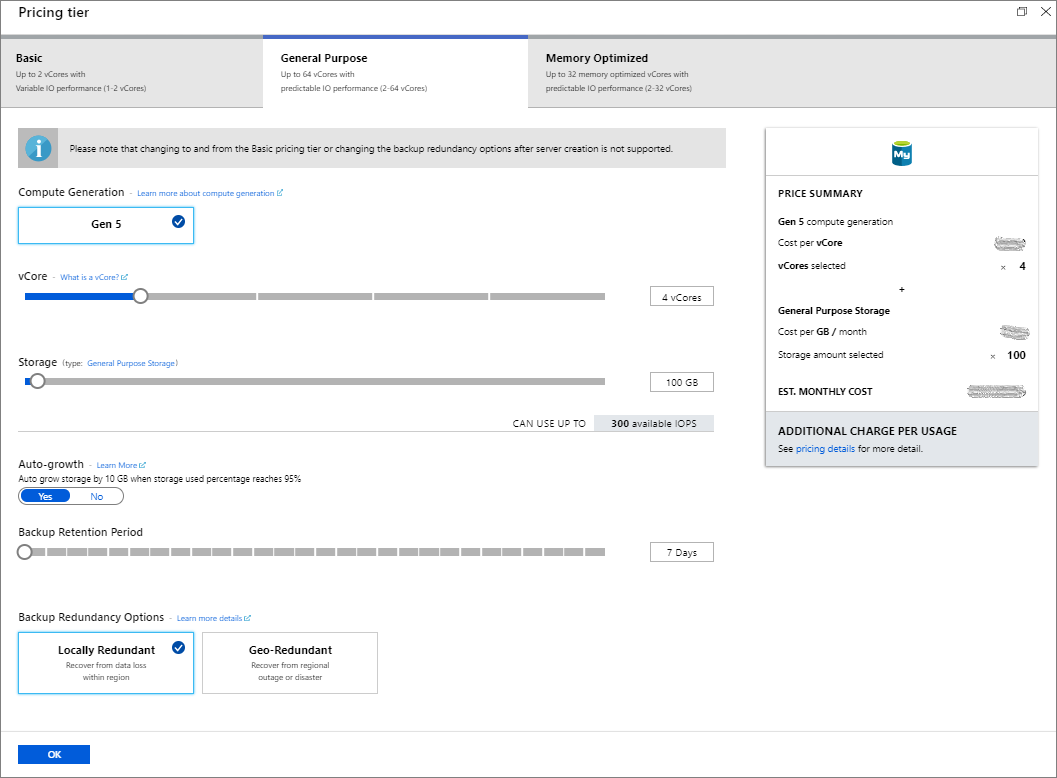 Pricing tier
Basic
Up to 2 vCores with
Variable IO performance (1-2 vCores)
General Purpose
Up to 64 vCores with
predictable IO performance (2-64 vCores)
Memory Optimized
Up to 32 memory optimized vCores with
predictable IO performance (2-32 vCores)
Please note that changing to and from the Basic pricing tier or changing the backup redundancy options after server creation is not supported.
Compute Generation - Learn more about compute generation
Gen 5
vCore - What is a vCore?
4 vCores
Storage (type: General Purpose Storage)
100 GB
CAN USE UP TO 300 available IOPS
Auto-growth - Learn More
Auto grow storage by 10 GB when storage used percentage reaches 95%
Yes No
Backup Retention Period
7 Days
Backup Redundancy Options - Learn more details
Locally Redundant
Recover from data loss
within region
Geo-Redundant
Recover from regional
outage or disaster
OK
My
PRICE SUMMARY
Gen 5 compute generation
Cost per vCore
vCores selected × 4
+
General Purpose Storage
Cost per GB / month
Storage amount selected × 100
EST. MONTHLY COST
ADDITIONAL CHARGE PER USAGE
See pricing details for more detail.